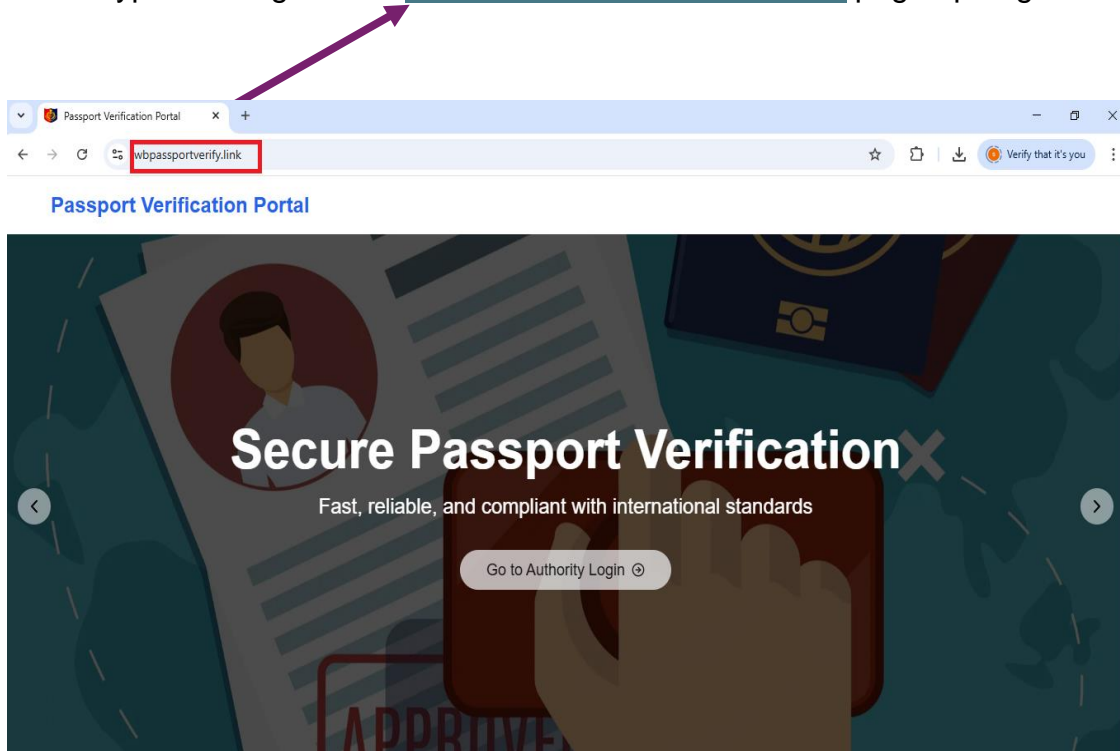 Passport Verification Portal
wbpassportverify.link
Verify that it's you
Passport Verification Portal
Secure Passport Verification
Fast, reliable, and compliant with international standards
Go to Authority Login
APPROVE